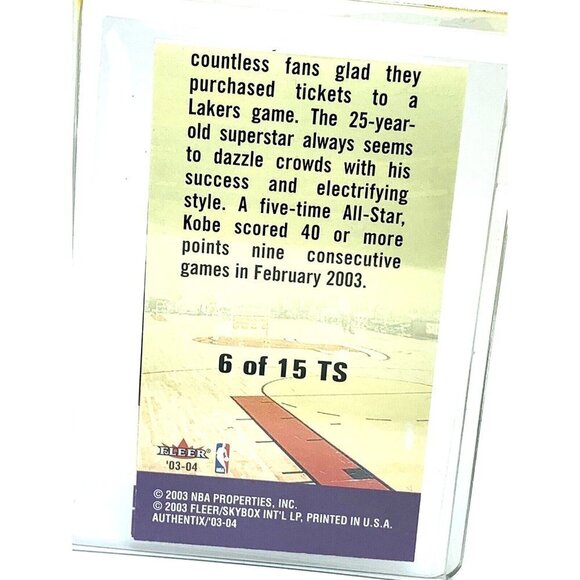 countless fans glad they
purchased tickets to a
Lakers game. The 25-year-
old superstar always seems
to dazzle crowds with his
success and electrifying
style. A five-time All-Star,
Kobe scored 40 or more
points nine consecutive
games in February 2003.
6 of 15 TS
FLEER
'03-04
© 2003 NBA PROPERTIES, INC.
© 2003 FLEER/SKYBOX INT'L LP, PRINTED IN U.S.A.
AUTHENTIX/'03-04